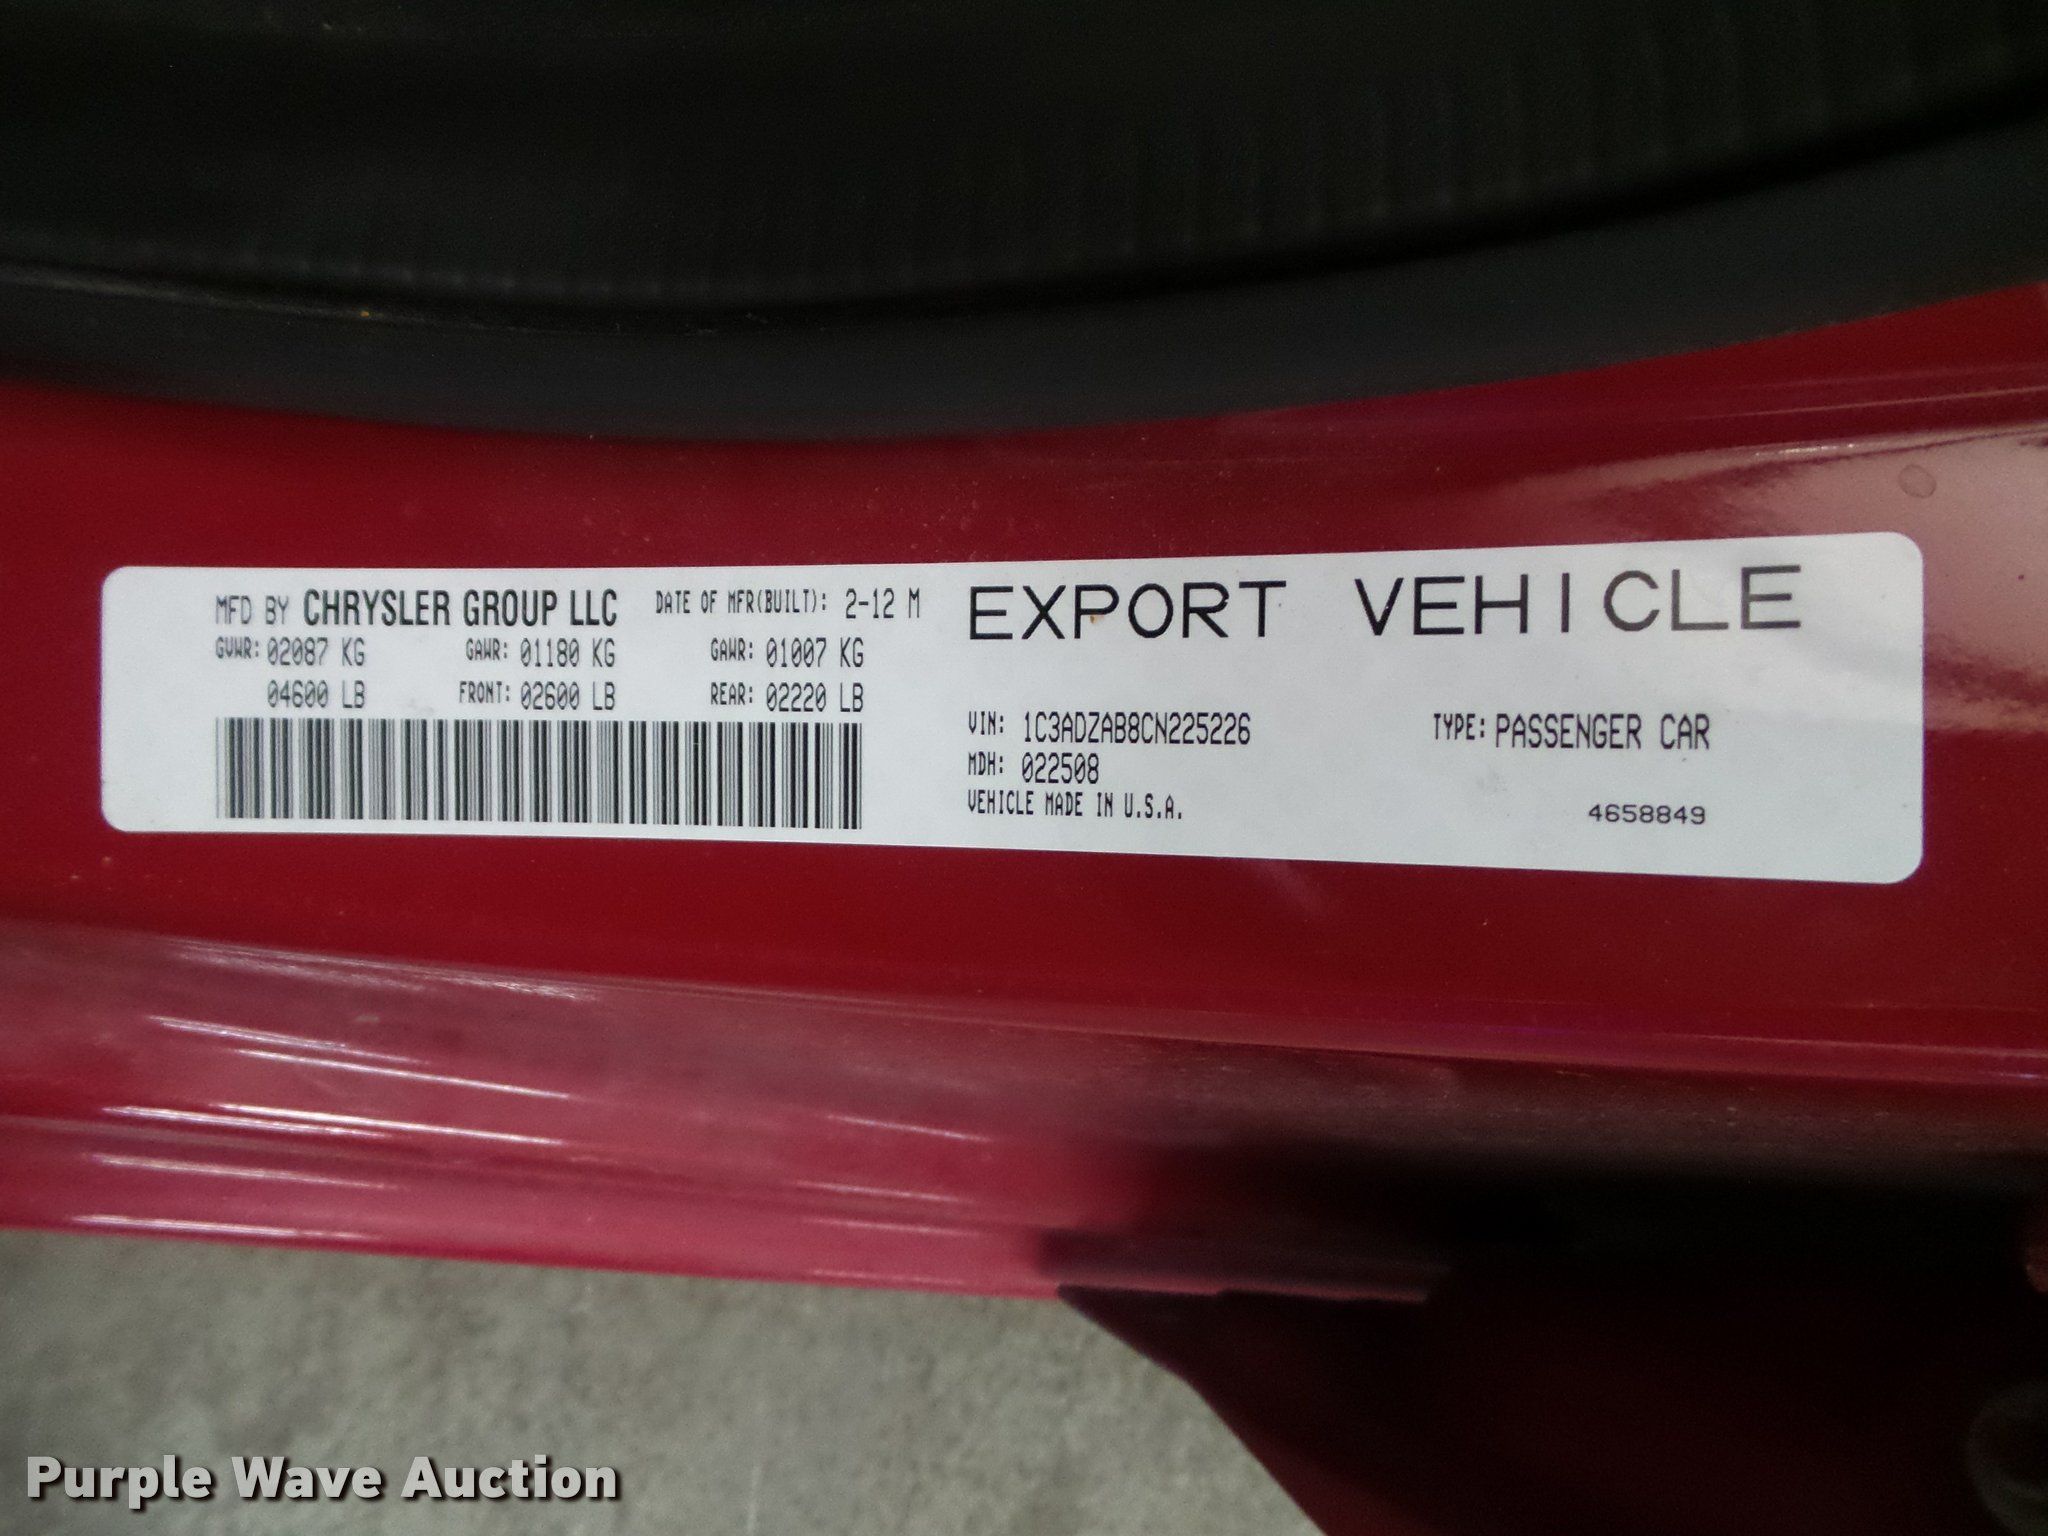 MFD BY CHRYSLER GROUP LLC DATE OF MFR(BUILT): 2-12 M
GVWR: 02087 KG GAWR: 01180 KG GAWR: 01007 KG
04600 LB FRONT: 02600 LB REAR: 02220 LB
EXPORT VEHICLE
VIN: 1C3ADZAB8CN225226 TYPE: PASSENGER CAR
MDH: 022508
VEHICLE MADE IN U.S.A. 4658849
Purple Wave Auction